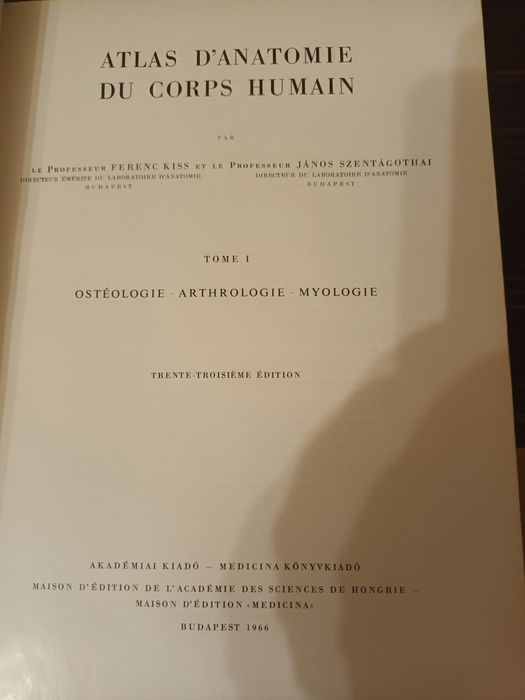 ATLAS D'ANATOMIE
DU CORPS HUMAIN
PAR
LE PROFESSEUR FERENC KISS ET LE PROFESSEUR JÁNOS SZENTÁGOTHAI
DIRECTEUR ÉMÉRITE DU LABORATOIRE D'ANATOMIE DIRECTEUR DU LABORATOIRE D'ANATOMIE
BUDAPEST BUDAPEST
TOME I
OSTÉOLOGIE · ARTHROLOGIE · MYOLOGIE
TRENTE-TROISIÈME ÉDITION
AKADÉMIAI KIADÓ — MEDICINA KÖNYVKIADÓ
MAISON D'ÉDITION DE L'ACADÉMIE DES SCIENCES DE HONGRIE —
MAISON D'ÉDITION «MEDICINA»
BUDAPEST 1966